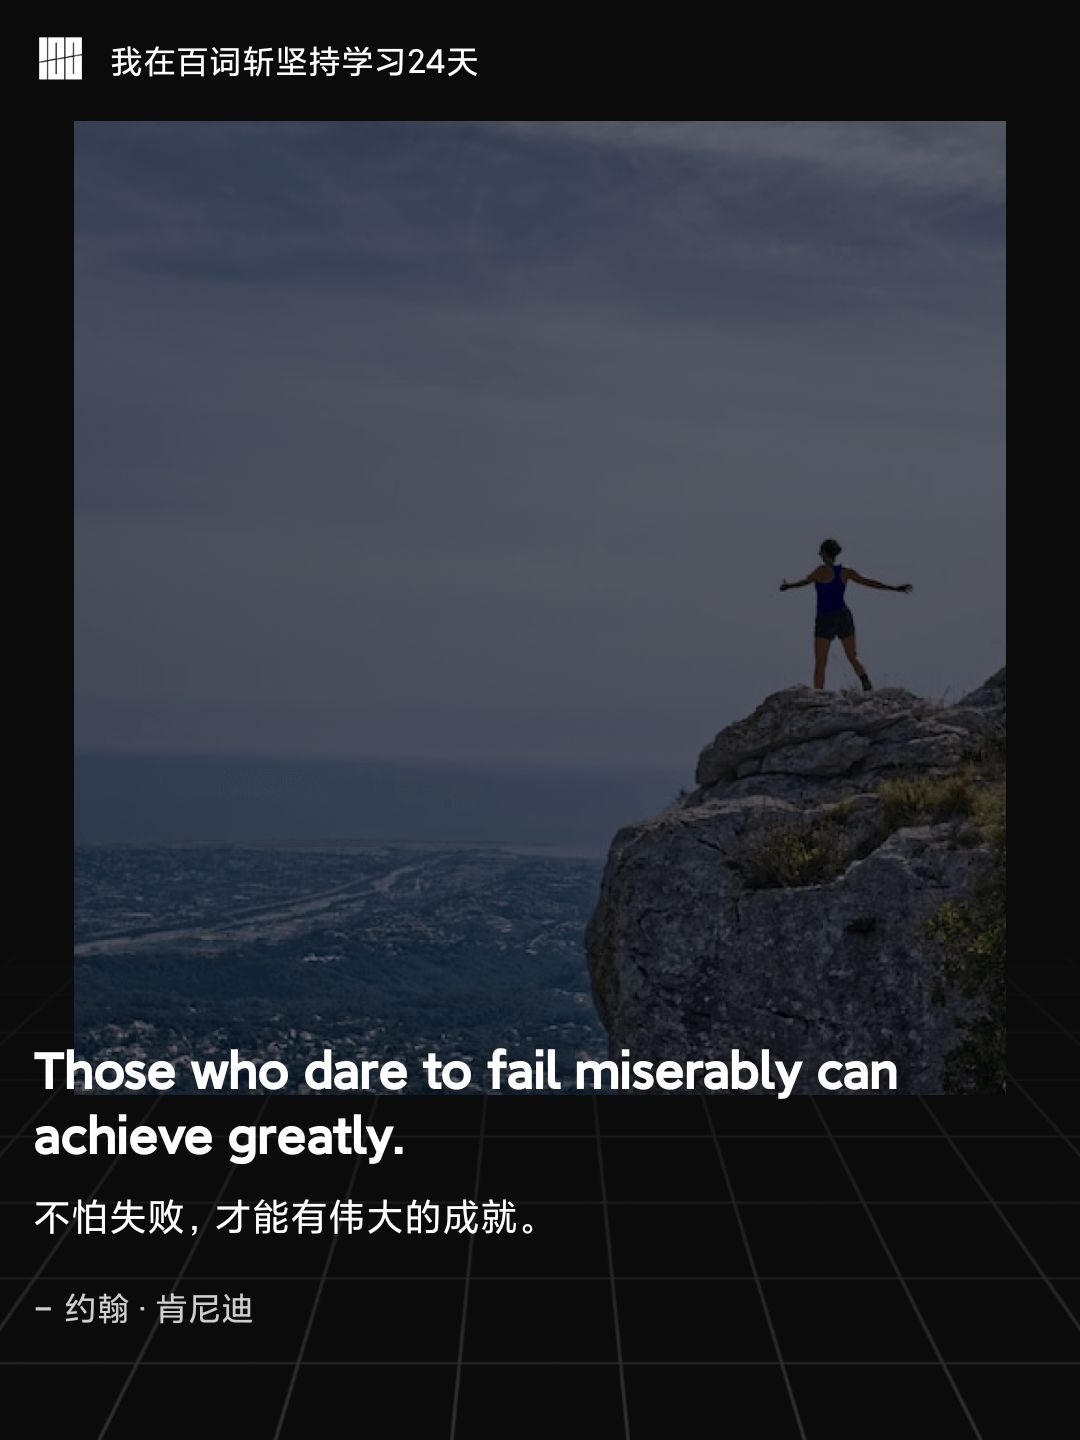 我在百词斩坚持学习24天
Those who dare to fail miserably can
achieve greatly.
不怕失败，才能有伟大的成就。
– 约翰·肯尼迪